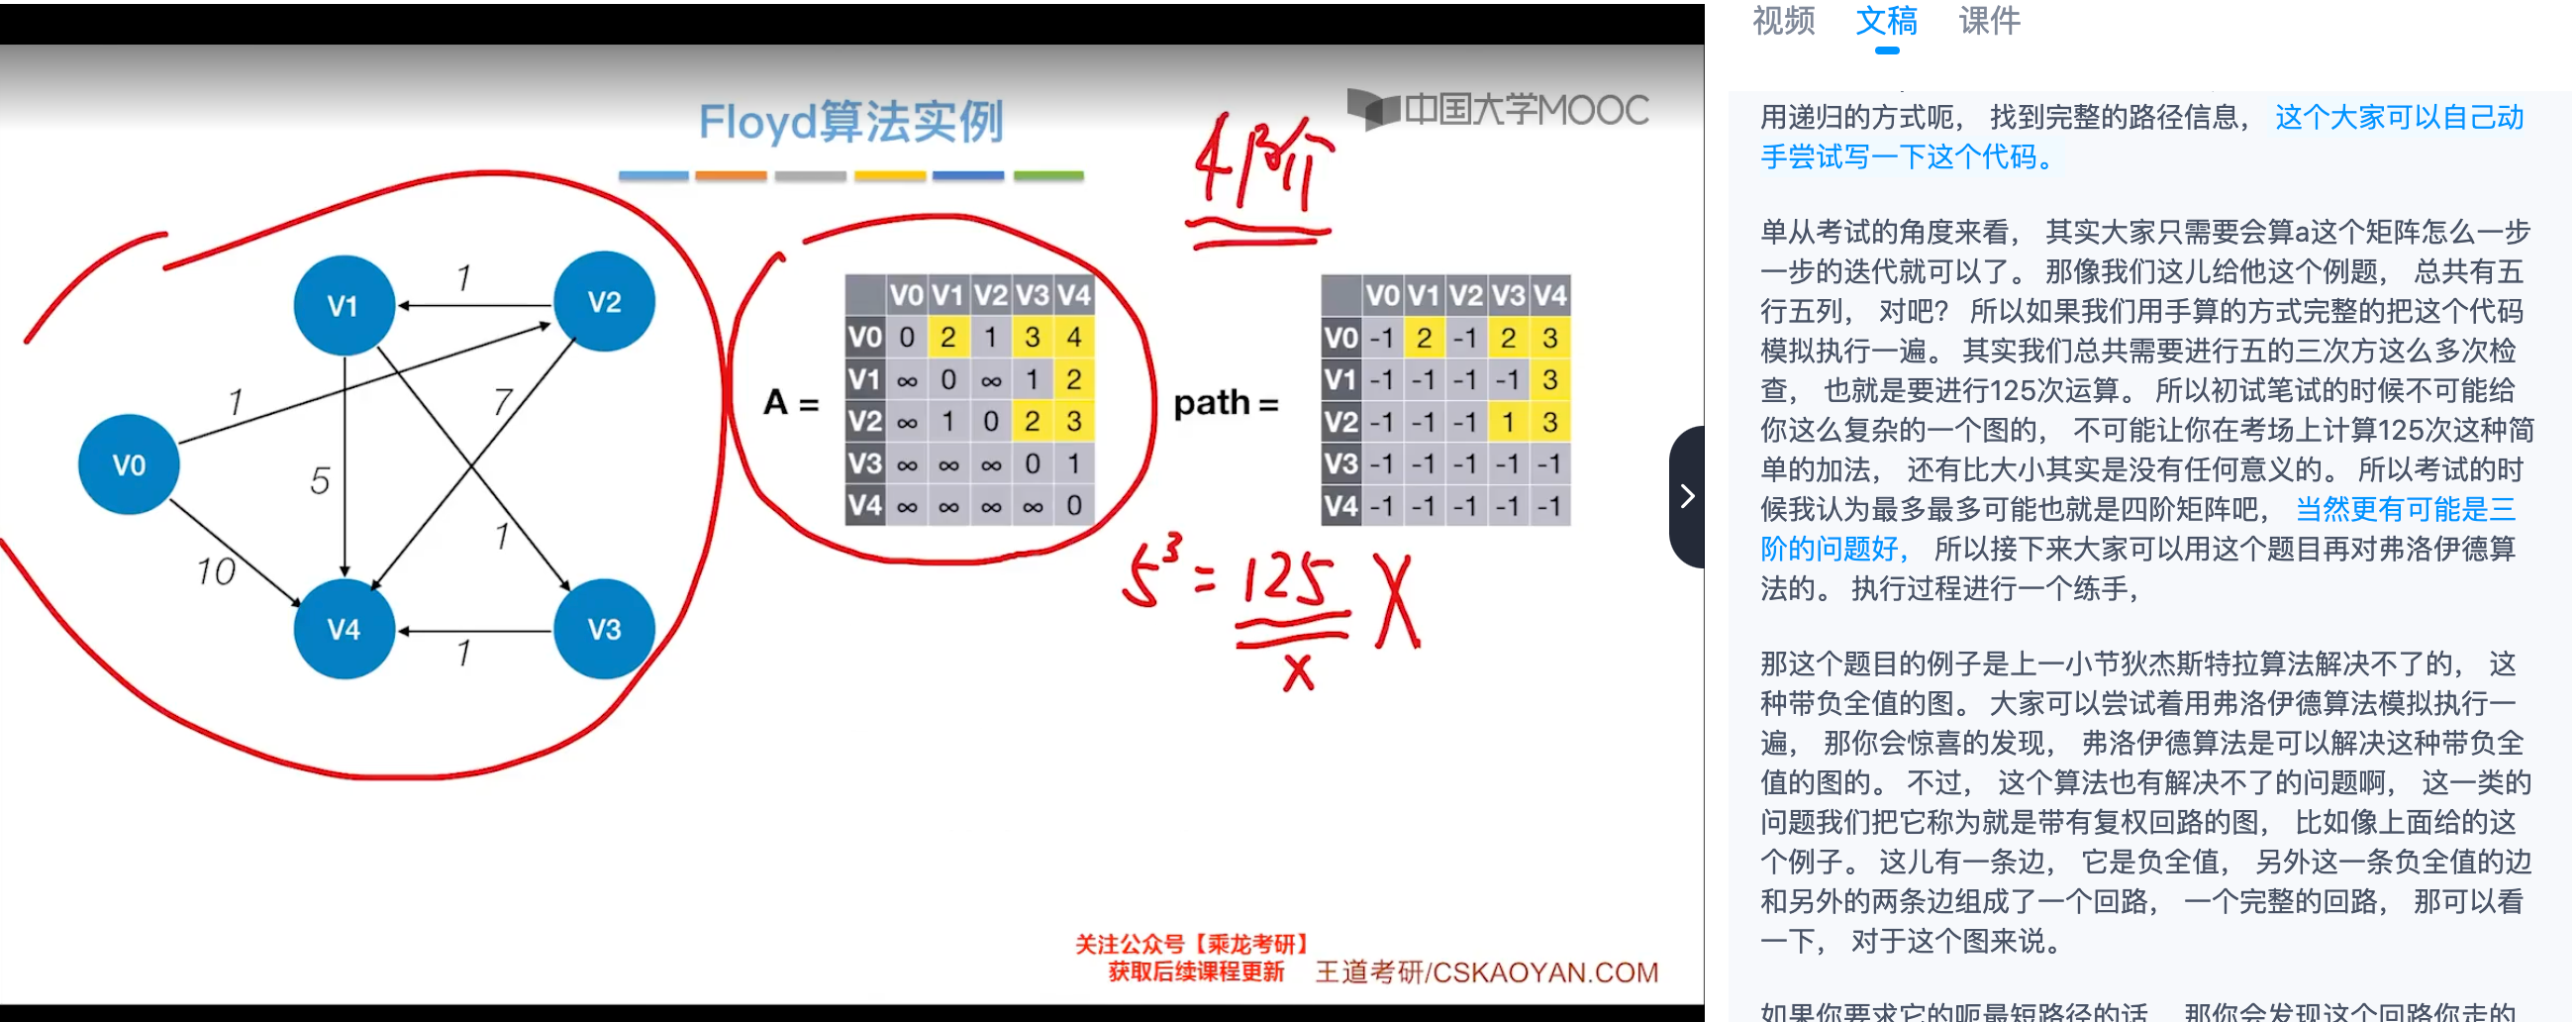 Floyd算法实例
中国大学MOOC
4阶
V1
V2
V0
V4
V3
1
1
7
5
1
10
1
A =
V0 V1 V2 V3 V4
V0 0 2 1 3 4
V1 ∞ 0 ∞ 1 2
V2 ∞ 1 0 2 3
V3 ∞ ∞ ∞ 0 1
V4 ∞ ∞ ∞ ∞ 0
path =
V0 V1 V2 V3 V4
V0 -1 2 -1 2 3
V1 -1 -1 -1 -1 3
V2 -1 -1 -1 1 3
V3 -1 -1 -1 -1 -1
V4 -1 -1 -1 -1 -1
5³ = 125 X
x
关注公众号【乘龙考研】
获取后续课程更新
王道考研/CSKAOYAN.COM
视频 文稿 课件
用递归的方式呃， 找到完整的路径信息， 这个大家可以自己动
手尝试写一下这个代码。
单从考试的角度来看， 其实大家只需要会算a这个矩阵怎么一步
一步的迭代就可以了。 那像我们这儿给他这个例题， 总共有五
行五列， 对吧？ 所以如果我们用手算的方式完整的把这个代码
模拟执行一遍。 其实我们总共需要进行五的三次方这么多次检
查， 也就是要进行125次运算。 所以初试笔试的时候不可能给
你这么复杂的一个图的， 不可能让你在考场上计算125次这种简
单的加法， 还有比大小其实是没有任何意义的。 所以考试的时
候我认为最多最多可能也就是四阶矩阵吧， 当然更有可能是三
阶的问题好， 所以接下来大家可以用这个题目再对弗洛伊德算
法的。 执行过程进行一个练手，
那这个题目的例子是上一小节狄杰斯特拉算法解决不了的， 这
种带负全值的图。 大家可以尝试着用弗洛伊德算法模拟执行一
遍， 那你会惊喜的发现， 弗洛伊德算法是可以解决这种带负全
值的图的。 不过， 这个算法也有解决不了的问题啊， 这一类的
问题我们把它称为就是带有复权回路的图， 比如像上面给的这
个例子。 这儿有一条边， 它是负全值， 另外这一条负全值的边
和另外的两条边组成了一个回路， 一个完整的回路， 那可以看
一下， 对于这个图来说。
如果你要求它的呃最短路径的话， 那你会发现这个回路你走的